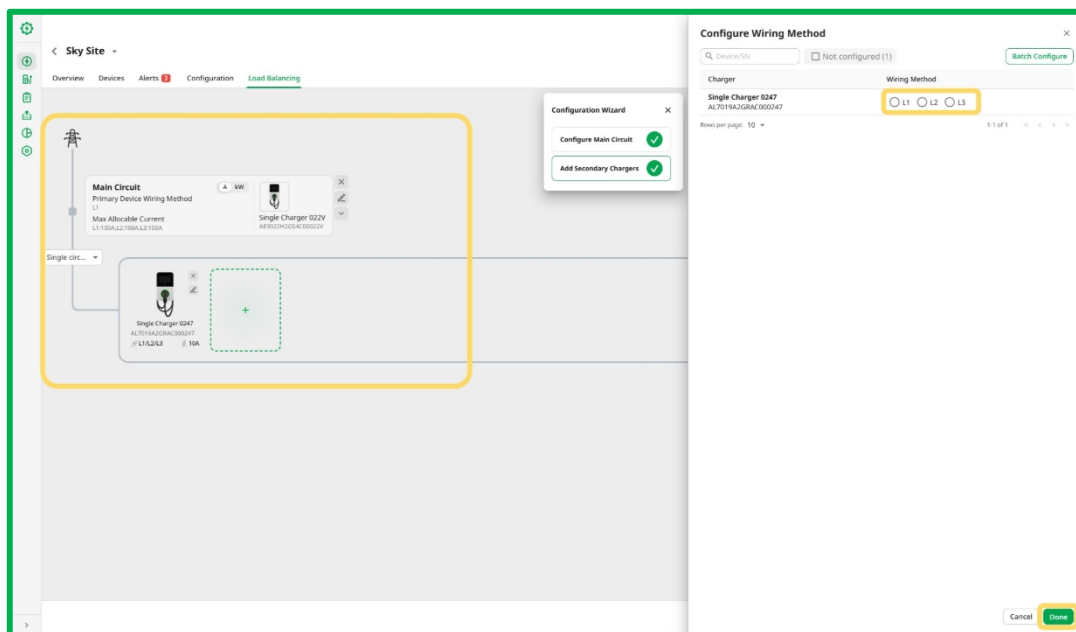 Sky Site
Overview Devices Alerts 3 Configuration Load Balancing
Main Circuit
A kW
Primary Device Wiring Method
L1
Max Allocable Current
L1:100A,L2:100A,L3:100A
Single Charger 022V
Single circ...
Single Charger 0247
AL7019A2GRAC000247
L1/L2/L3 10A
+
Configuration Wizard
Configure Main Circuit
Add Secondary Chargers
Configure Wiring Method
Device/SN
Not configured (1)
Batch Configure
Charger Wiring Method
Single Charger 0247
AL7019A2GRAC000247
L1 L2 L3
Rows per page: 10
1-1 of 1
Cancel Done